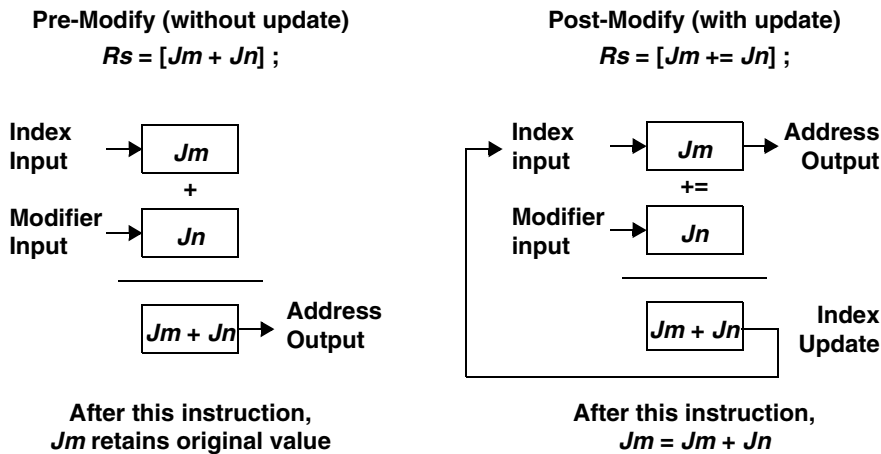 Pre-Modify (without update)
Rs = [Jm + Jn] ;
Index
Input
Jm
+
Modifier
Input
Jn
Jm + Jn
Address
Output
After this instruction,
Jm retains original value
Post-Modify (with update)
Rs = [Jm += Jn] ;
Index
input
Jm
Address
Output
+=
Modifier
input
Jn
Jm + Jn
Index
Update
After this instruction,
Jm = Jm + Jn